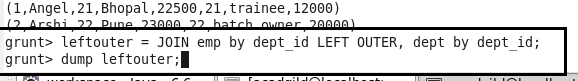 (1,Angel,21,Bhopal,22500,21,trainee,12000)
(2,Arshi,22,Pune,23000,22,batch owner,20000)
grunt> leftouter = JOIN emp by dept_id LEFT OUTER, dept by dept_id;
grunt> dump leftouter;